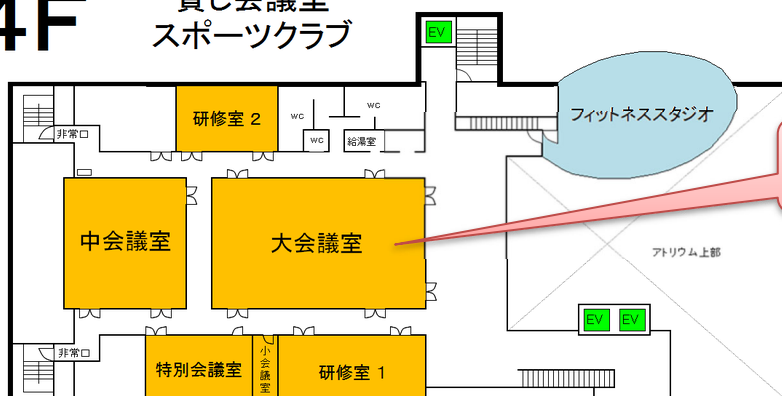 4F
貸し会議室
スポーツクラブ
EV
研修室 2
wc
wc
wc
給湯室
フィットネススタジオ
非常口
中会議室
大会議室
アトリウム上部
EV
EV
非常口
特別会議室
小会議室
研修室 1